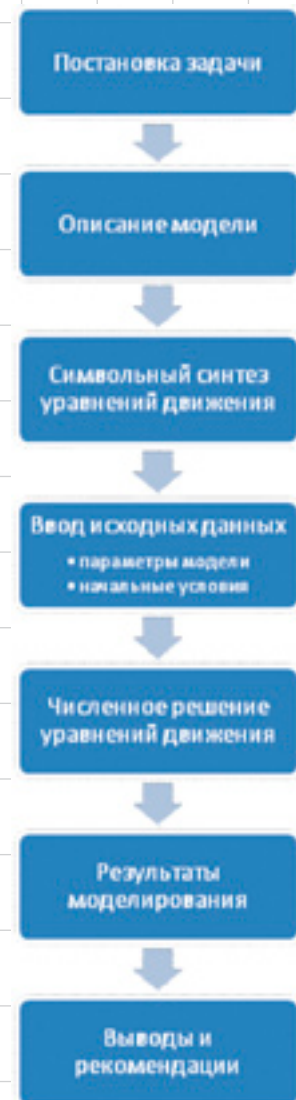 Постановка задачи
Описание модели
Символьный синтез
уравнений движения
Ввод исходных данных
• параметры модели
• начальные условия
Численное решение
уравнений движения
Результаты
моделирования
Выводы и
рекомендации